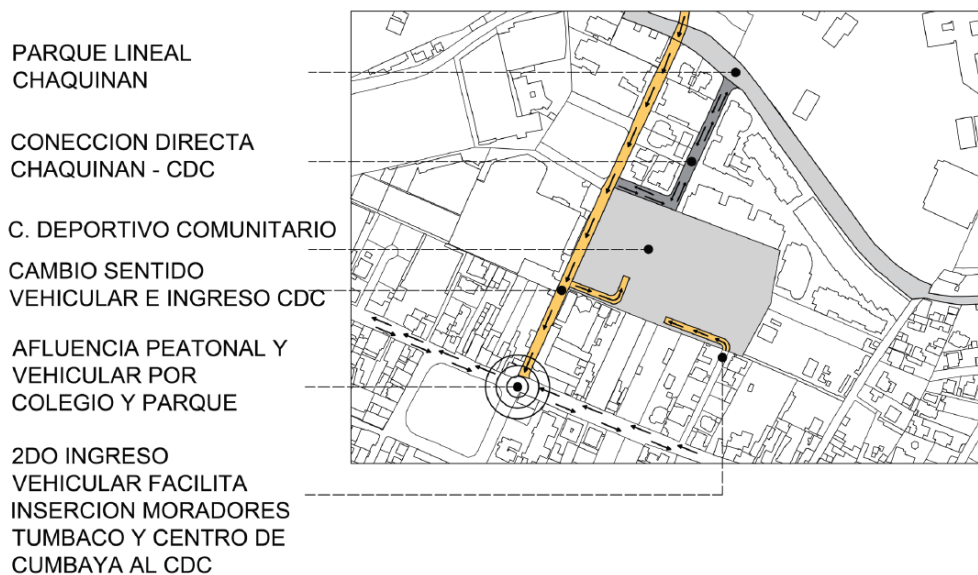 PARQUE LINEAL
CHAQUINAN
CONECCION DIRECTA
CHAQUINAN - CDC
C. DEPORTIVO COMUNITARIO
CAMBIO SENTIDO
VEHICULAR E INGRESO CDC
AFLUENCIA PEATONAL Y
VEHICULAR POR
COLEGIO Y PARQUE
2DO INGRESO
VEHICULAR FACILITA
INSERCION MORADORES
TUMBACO Y CENTRO DE
CUMBAYA AL CDC